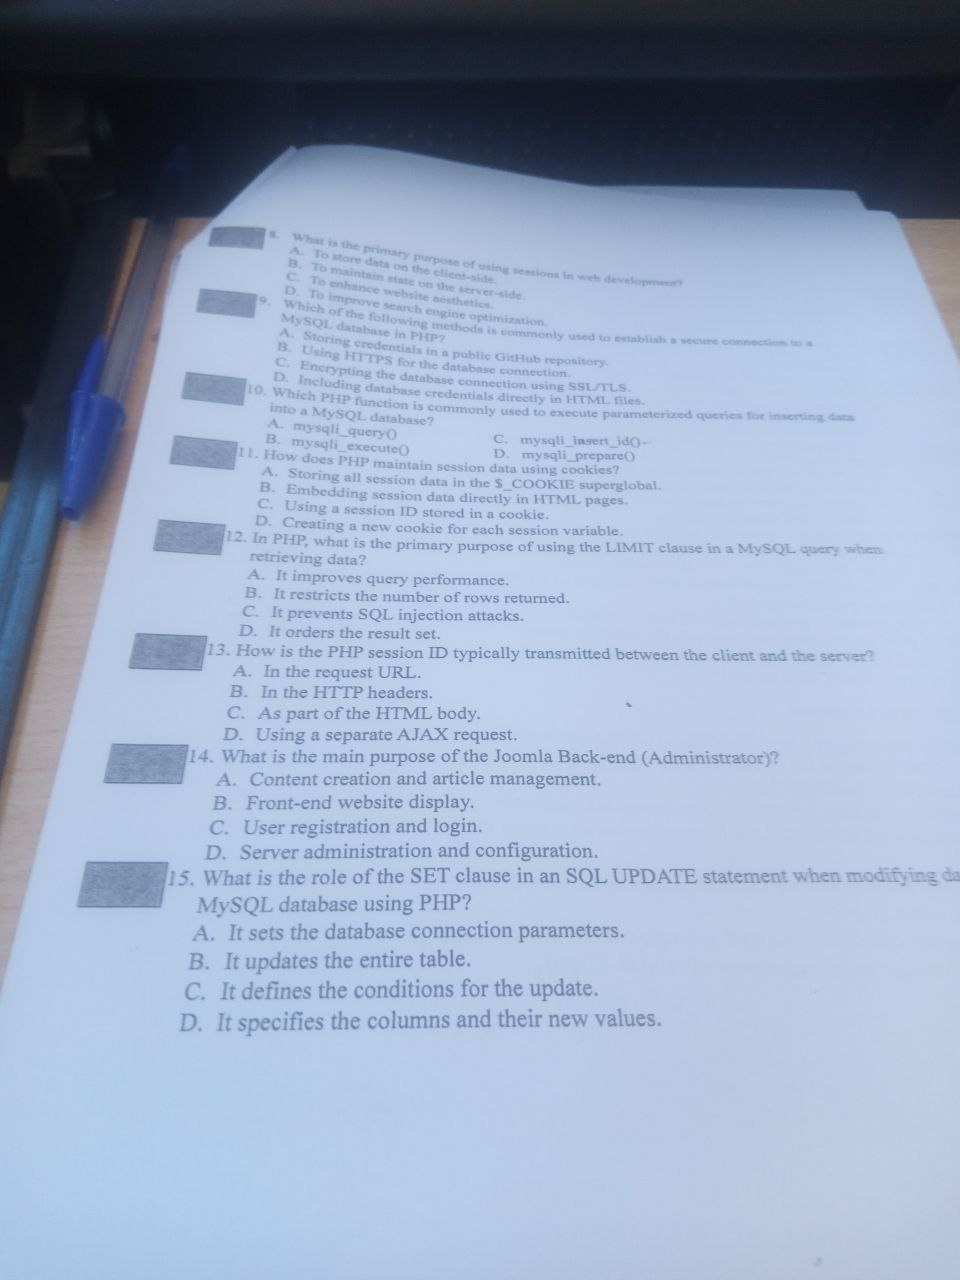 8. What is the primary purpose of using sessions in web development?
A. To store data on the client-side.
B. To maintain state on the server-side.
C. To enhance website aesthetics.
D. To improve search engine optimization.
9. Which of the following methods is commonly used to establish a secure connection to a
MySQL database in PHP?
A. Storing credentials in a public GitHub repository.
B. Using HTTPS for the database connection.
C. Encrypting the database connection using SSL/TLS.
D. Including database credentials directly in HTML files.
10. Which PHP function is commonly used to execute parameterized queries for inserting data
into a MySQL database?
A. mysqli_query()
B. mysqli_execute()
C. mysqli_insert_id()
D. mysqli_prepare()
11. How does PHP maintain session data using cookies?
A. Storing all session data in the $_COOKIE superglobal.
B. Embedding session data directly in HTML pages.
C. Using a session ID stored in a cookie.
D. Creating a new cookie for each session variable.
12. In PHP, what is the primary purpose of using the LIMIT clause in a MySQL query when
retrieving data?
A. It improves query performance.
B. It restricts the number of rows returned.
C. It prevents SQL injection attacks.
D. It orders the result set.
13. How is the PHP session ID typically transmitted between the client and the server?
A. In the request URL.
B. In the HTTP headers.
C. As part of the HTML body.
D. Using a separate AJAX request.
14. What is the main purpose of the Joomla Back-end (Administrator)?
A. Content creation and article management.
B. Front-end website display.
C. User registration and login.
D. Server administration and configuration.
15. What is the role of the SET clause in an SQL UPDATE statement when modifying da
MySQL database using PHP?
A. It sets the database connection parameters.
B. It updates the entire table.
C. It defines the conditions for the update.
D. It specifies the columns and their new values.